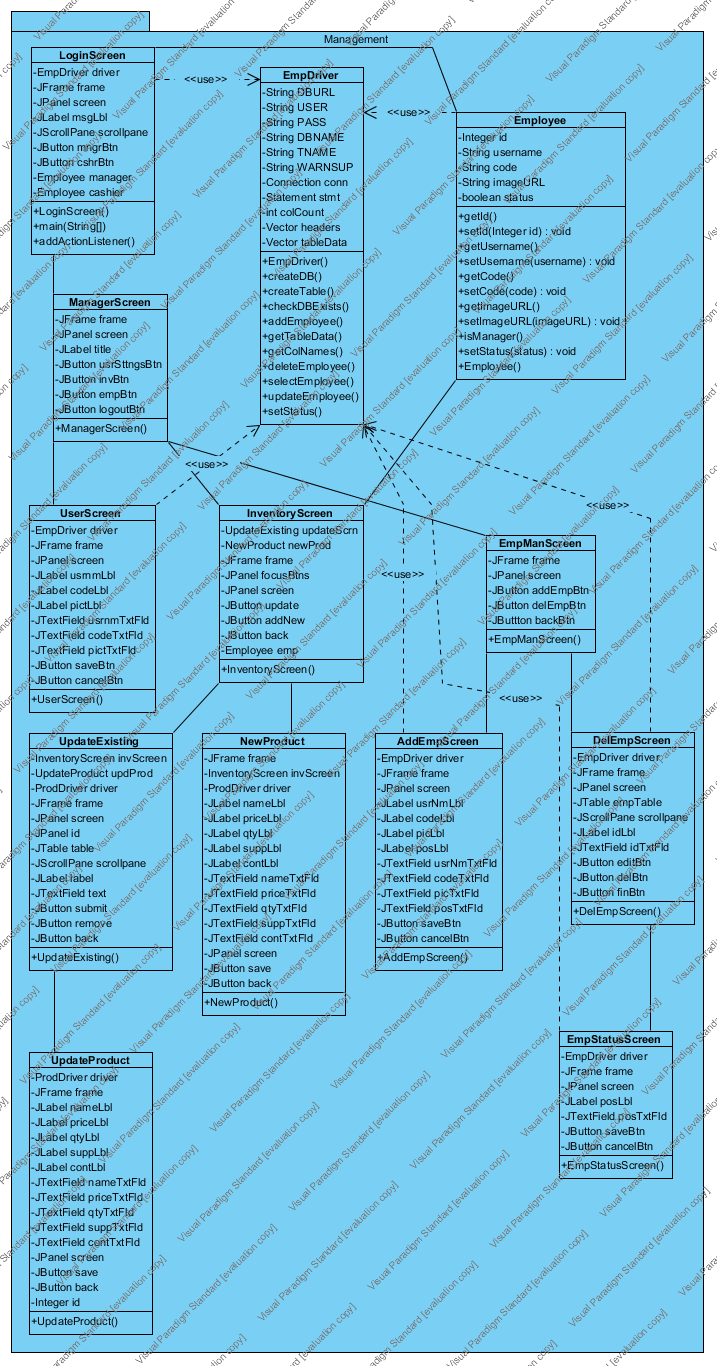 Management
LoginScreen
-EmpDriver driver
-JFrame frame
-JPanel screen
-JLabel msgLbl
-JScrollPane scrollpane
-JButton mngrBtn
-JButton cshrBtn
-Employee manager
-Employee cashier
+LoginScreen()
+main(String[])
+addActionListener()
<<use>>
EmpDriver
-String DBURL
-String USER
-String PASS
-String DBNAME
-String TNAME
-String WARNSUP
-Connection conn
-Statement stmt
-int colCount
-Vector headers
-Vector tableData
+EmpDriver()
+createDB()
+createTable()
+checkDBExists()
+addEmployee()
+getTableData()
+getColNames()
+deleteEmployee()
+selectEmployee()
+updateEmployee()
+setStatus()
<<use>>
Employee
-Integer id
-String username
-String code
-String imageURL
-boolean status
+getId()
+setId(Integer id) : void
+getUsername()
+setUsername(username) : void
+getCode()
+setCode(code) : void
+getImageURL()
+setImageURL(imageURL) : void
+isManager()
+setStatus(status) : void
+Employee()
ManagerScreen
-JFrame frame
-JPanel screen
-JLabel title
-JButton usrSttngsBtn
-JButton invBtn
-JButton empBtn
-JButton logoutBtn
+ManagerScreen()
<<use>>
<<use>>
<<use>>
<<use>>
UserScreen
-EmpDriver driver
-JFrame frame
-JPanel screen
-JLabel usrnmLbl
-JLabel codeLbl
-JLabel pictLbl
-JTextField usrnmTxtFld
-JTextField codeTxtFld
-JTextField pictTxtFld
-JButton saveBtn
-JButton cancelBtn
+UserScreen()
InventoryScreen
-UpdateExisting updateScrn
-NewProduct newProd
-JFrame frame
-JPanel focusBtns
-JPanel screen
-JButton update
-JButton addNew
-JButton back
-Employee emp
+InventoryScreen()
EmpManScreen
-JFrame frame
-JPanel screen
-JButton addEmpBtn
-JButton delEmpBtn
-JButtton backBtn
+EmpManScreen()
UpdateExisting
-InventoryScreen invScreen
-UpdateProduct updProd
-ProdDriver driver
-JFrame frame
-JPanel screen
-JPanel id
-JTable table
-JScrollPane scrollpane
-JLabel label
-JTextField text
-JButton submit
-JButton remove
-JButton back
+UpdateExisting()
NewProduct
-JFrame frame
-InventoryScreen invScreen
-ProdDriver driver
-JLabel nameLbl
-JLabel priceLbl
-JLabel qtyLbl
-JLabel suppLbl
-JLabel contLbl
-JTextField nameTxtFld
-JTextField priceTxtFld
-JTextField qtyTxtFld
-JTextField suppTxtFld
-JTextField contTxtFld
-JPanel screen
-JButton save
-JButton back
+NewProduct()
AddEmpScreen
-EmpDriver driver
-JFrame frame
-JPanel screen
-JLabel usrNmLbl
-JLabel codeLbl
-JLabel picLbl
-JLabel posLbl
-JTextField usrNmTxtFld
-JTextField codeTxtFld
-JTextField picTxtFld
-JTextField posTxtFld
-JButton saveBtn
-JButton cancelBtn
+AddEmpScreen()
DelEmpScreen
-EmpDriver driver
-JFrame frame
-JPanel screen
-JTable empTable
-JScrollPane scrollpane
-JLabel idLbl
-JTextField idTxtFld
-JButton editBtn
-JButton delBtn
-JButton finBtn
+DelEmpScreen()
UpdateProduct
-ProdDriver driver
-JFrame frame
-JLabel nameLbl
-JLabel priceLbl
-JLabel qtyLbl
-JLabel suppLbl
-JLabel contLbl
-JTextField nameTxtFld
-JTextField priceTxtFld
-JTextField qtyTxtFld
-JTextField suppTxtFld
-JTextField contTxtFld
-JPanel screen
-JButton save
-JButton back
-Integer id
+UpdateProduct()
EmpStatusScreen
-EmpDriver driver
-JFrame frame
-JPanel screen
-JLabel posLbl
-JTextField posTxtFld
-JButton saveBtn
-JButton cancelBtn
+EmpStatusScreen()
Visual Paradigm Standard [evaluation copy]